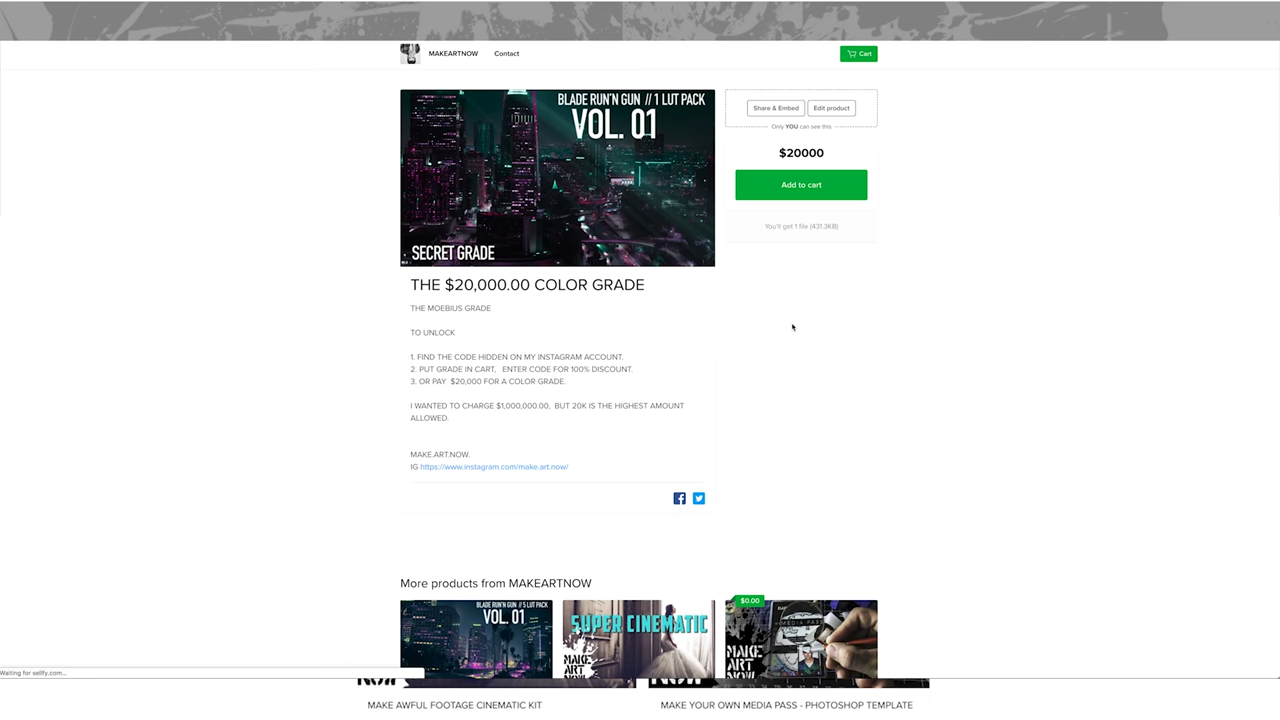 MAKEARTNOW
Contact
Cart
BLADE RUN'N GUN // 1 LUT PACK
VOL. 01
SECRET GRADE
Share & Embed
Edit product
Only YOU can see this.
$20000
Add to cart
You'll get 1 file (431.3KB)
THE $20,000.00 COLOR GRADE
THE MOEBIUS GRADE
TO UNLOCK
1. FIND THE CODE HIDDEN ON MY INSTAGRAM ACCOUNT.
2. PUT GRADE IN CART, ENTER CODE FOR 100% DISCOUNT.
3. OR PAY $20,000 FOR A COLOR GRADE.
I WANTED TO CHARGE $1,000,000.00, BUT 20K IS THE HIGHEST AMOUNT
ALLOWED.
MAKE.ART.NOW.
IG https://www.instagram.com/make.art.now/
More products from MAKEARTNOW
BLADE RUN'N GUN // 5 LUT PACK
VOL. 01
SUPER CINEMATIC
MAKE
ART
NOW
$0.00
MEDIA PASS
MAKE
ART
NOW
Waiting for sellfy.com...
MAKE AWFUL FOOTAGE CINEMATIC KIT
MAKE YOUR OWN MEDIA PASS - PHOTOSHOP TEMPLATE